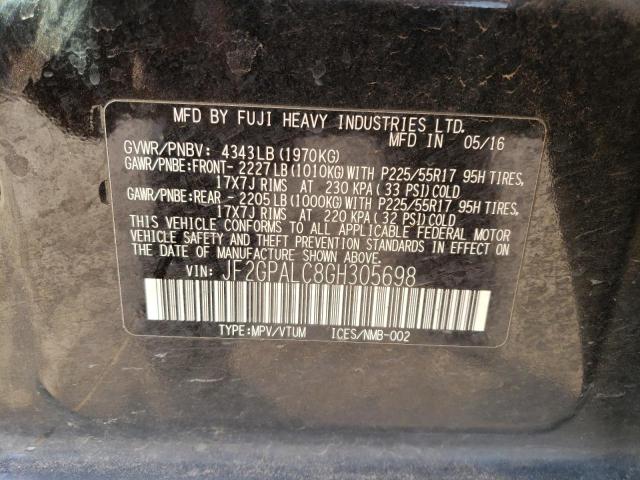 MFD BY FUJI HEAVY INDUSTRIES LTD.
MFD IN 05/16
GVWR/PNBV: 4343LB (1970KG)
GAWR/PNBE:FRONT- 2227 LB (1010KG) WITH P225/55R17 95H TIRES,
17X7J RIMS AT 230 KPA (33 PSI) COLD
GAWR/PNBE:REAR - 2205 LB (1000KG) WITH P225/55R17 95H TIRES,
17X7J RIMS AT 220 KPA ( 32 PSI) COLD
THIS VEHICLE CONFORMS TO ALL APPLICABLE FEDERAL MOTOR
VEHICLE SAFETY AND THEFT PREVENTION STANDARDS IN EFFECT ON
THE DATE OF MANUFACTURE SHOWN ABOVE.
VIN: JF2GPALC8GH305698
TYPE:MPV/VTUM ICES/NMB-002